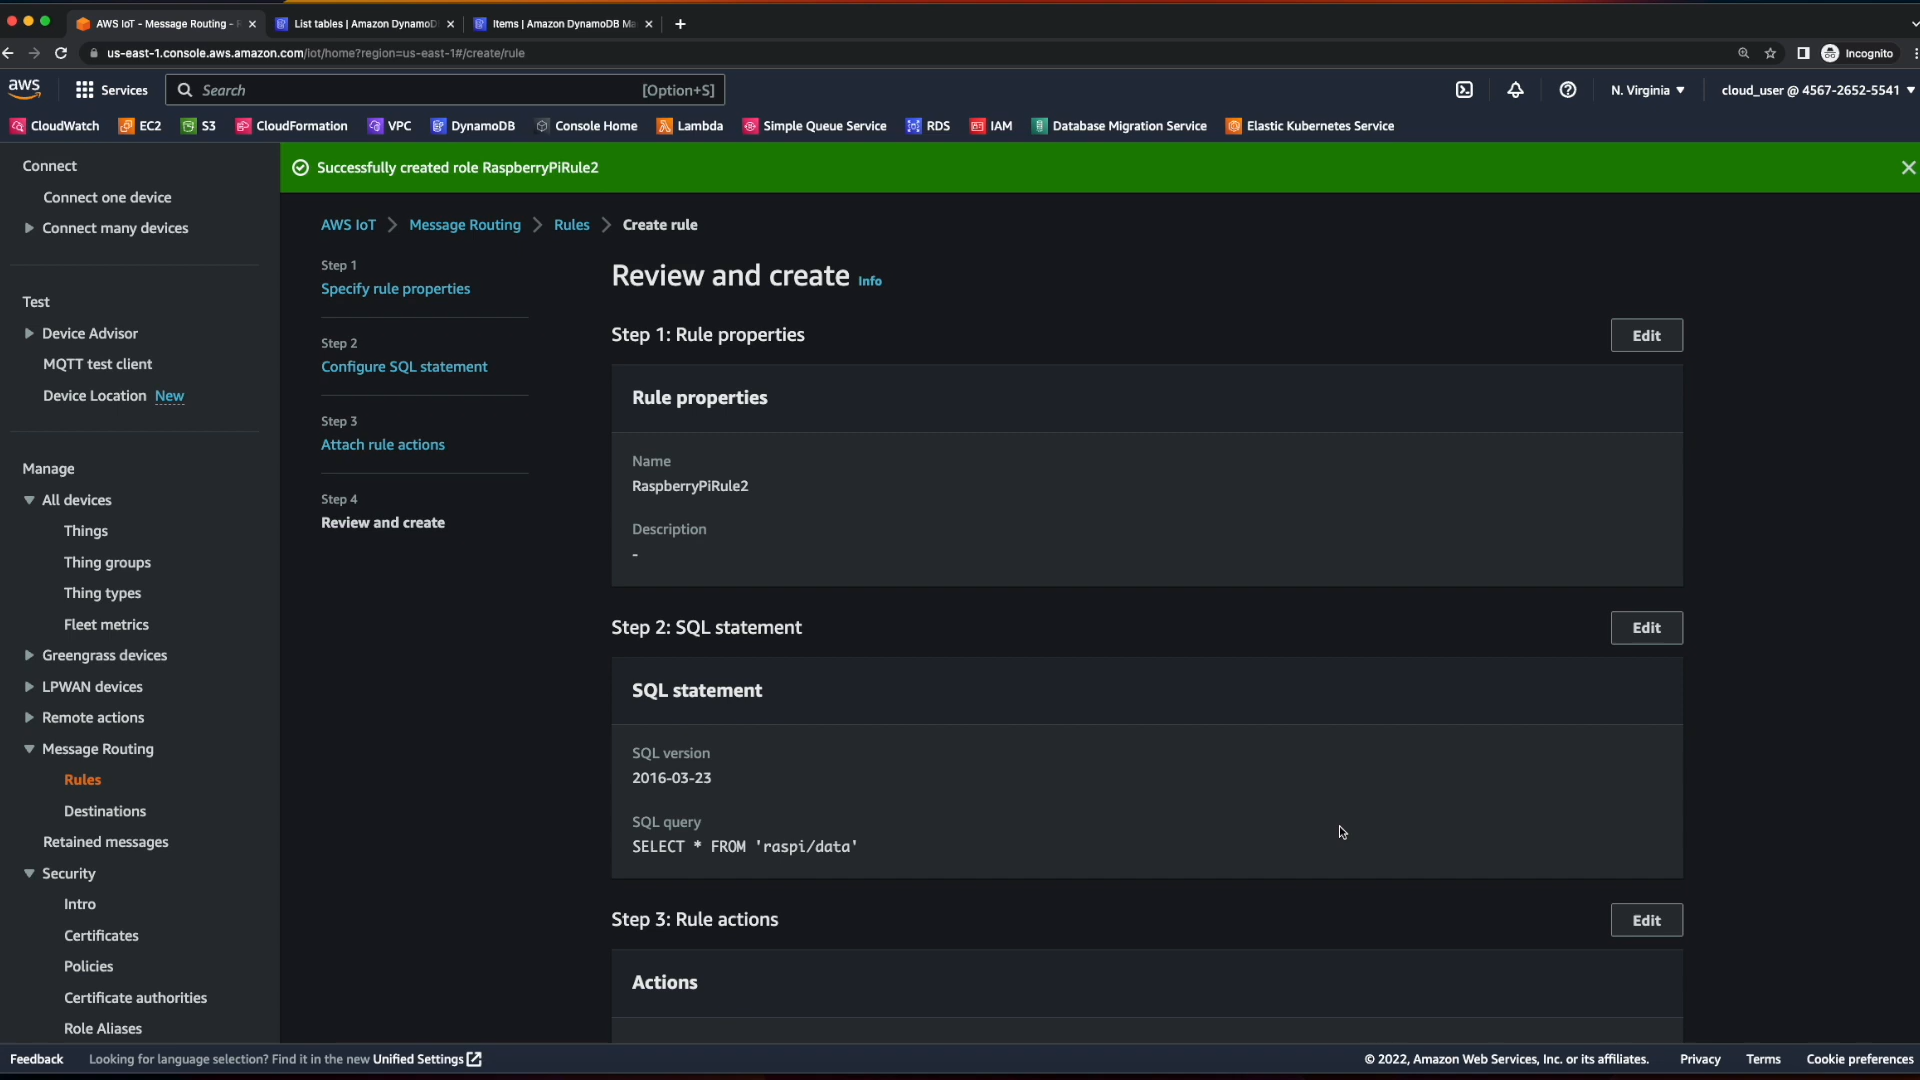 AWS IoT - Message Routing -
List tables | Amazon DynamoD
Items | Amazon DynamoDB Ma
us-east-1.console.aws.amazon.com/iot/home?region=us-east-1#/create/rule
Incognito
aws
Services
Search
[Option+S]
N. Virginia
cloud_user @ 4567-2652-5541
CloudWatch
EC2
S3
CloudFormation
VPC
DynamoDB
Console Home
Lambda
Simple Queue Service
RDS
IAM
Database Migration Service
Elastic Kubernetes Service
Connect
Connect one device
Connect many devices
Test
Device Advisor
MQTT test client
Device Location New
Manage
All devices
Things
Thing groups
Thing types
Fleet metrics
Greengrass devices
LPWAN devices
Remote actions
Message Routing
Rules
Destinations
Retained messages
Security
Intro
Certificates
Policies
Certificate authorities
Role Aliases
Successfully created role RaspberryPiRule2
AWS IoT
Message Routing
Rules
Create rule
Step 1
Specify rule properties
Step 2
Configure SQL statement
Step 3
Attach rule actions
Step 4
Review and create
Review and create Info
Step 1: Rule properties
Edit
Rule properties
Name
RaspberryPiRule2
Description
-
Step 2: SQL statement
Edit
SQL statement
SQL version
2016-03-23
SQL query
SELECT * FROM 'raspi/data'
Step 3: Rule actions
Edit
Actions
Feedback
Looking for language selection? Find it in the new Unified Settings
© 2022, Amazon Web Services, Inc. or its affiliates.
Privacy
Terms
Cookie preferences